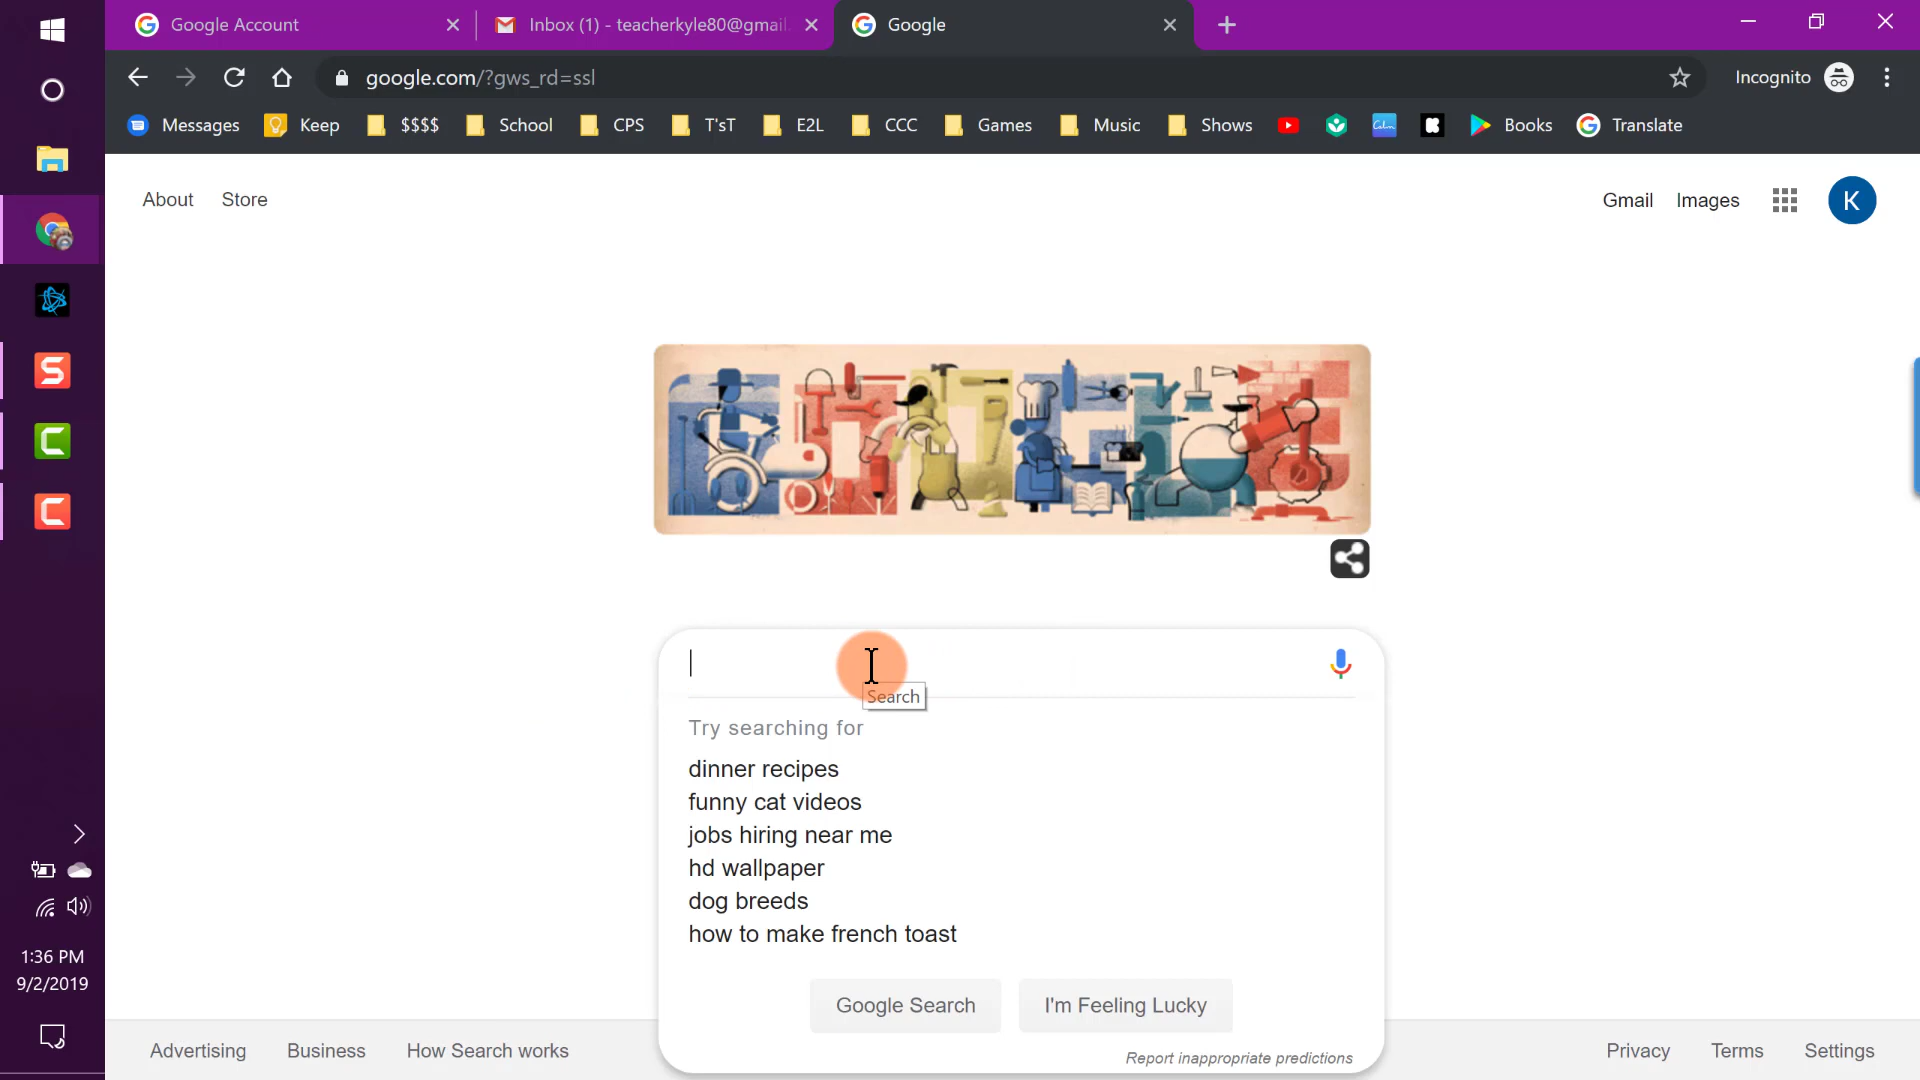 Google Account
Inbox (1) - teacherkyle80@gmail.
Google
google.com/?gws_rd=ssl
Incognito
Messages
Keep
$$$$
School
CPS
T'sT
E2L
CCC
Games
Music
Shows
Calm
Books
Translate
About
Store
Gmail
Images
K
Search
Try searching for
dinner recipes
funny cat videos
jobs hiring near me
hd wallpaper
dog breeds
how to make french toast
Google Search
I'm Feeling Lucky
Report inappropriate predictions
Advertising
Business
How Search works
Privacy
Terms
Settings
1:36 PM
9/2/2019